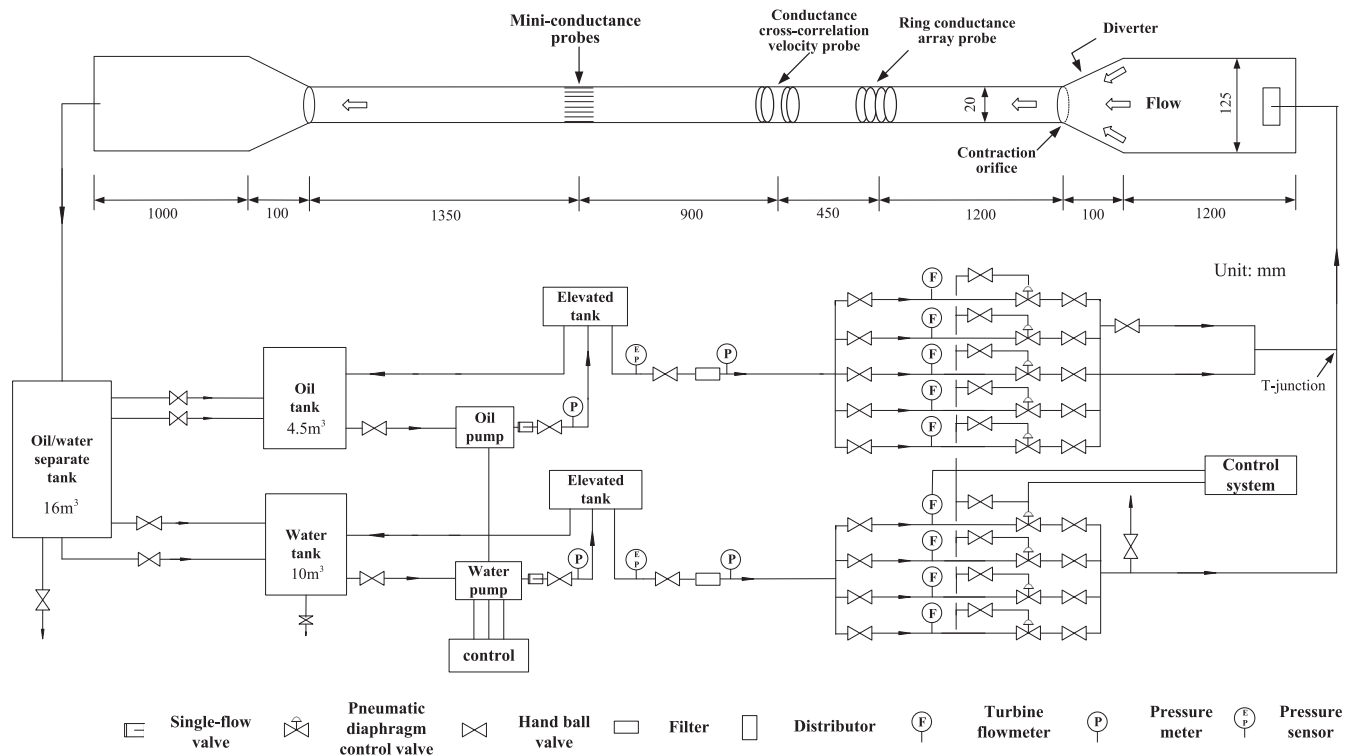 Mini-conductance
probes
Conductance
cross-correlation
velocity probe
Ring conductance
array probe
Diverter
20
Flow
125
Contraction
orifice
1000
100
1350
900
450
1200
100
1200
Unit: mm
Elevated
tank
E
P
P
F
F
F
F
F
T-junction
Oil
tank
4.5m³
Oil
pump
P
Oil/water
separate
tank
16m³
Elevated
tank
Control
system
Water
tank
10m³
Water
pump
P
E
P
P
F
F
F
F
control
Single-flow
valve
Pneumatic
diaphragm
control valve
Hand ball
valve
Filter
Distributor
F
Turbine
flowmeter
P
Pressure
meter
E
P
Pressure
sensor